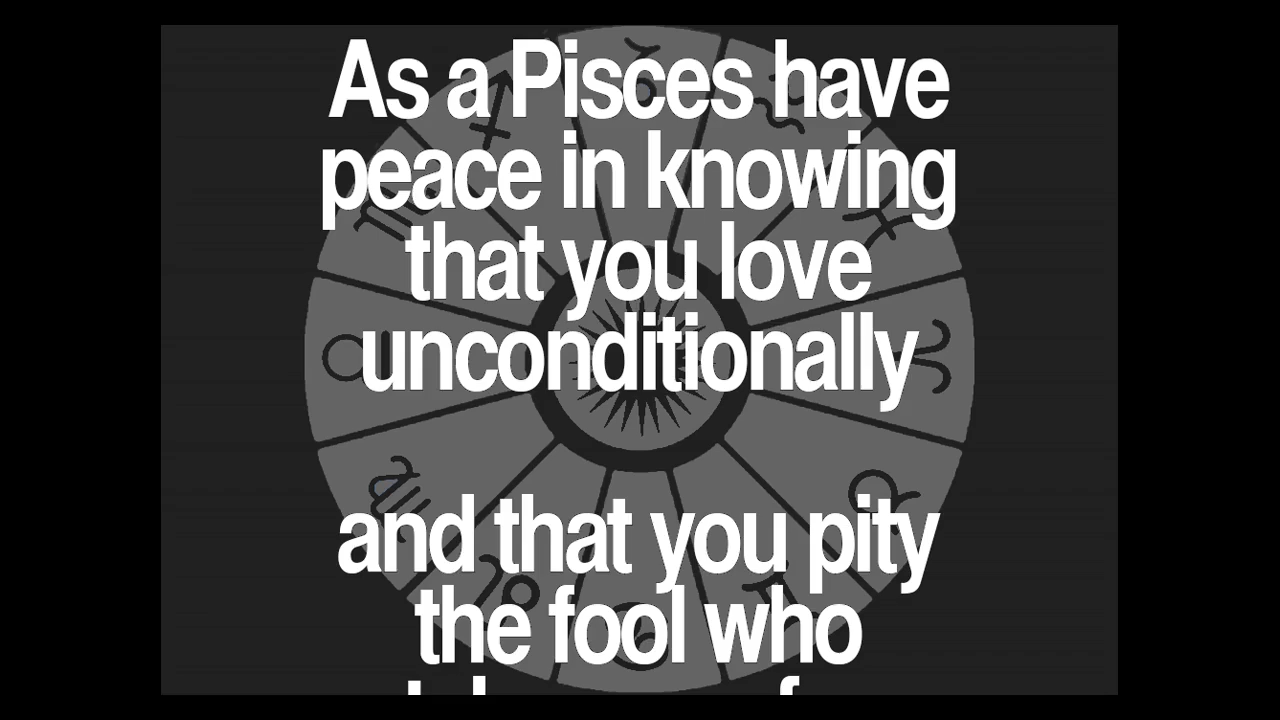 As a Pisces have
peace in knowing
that you love
unconditionally
and that you pity
the fool who